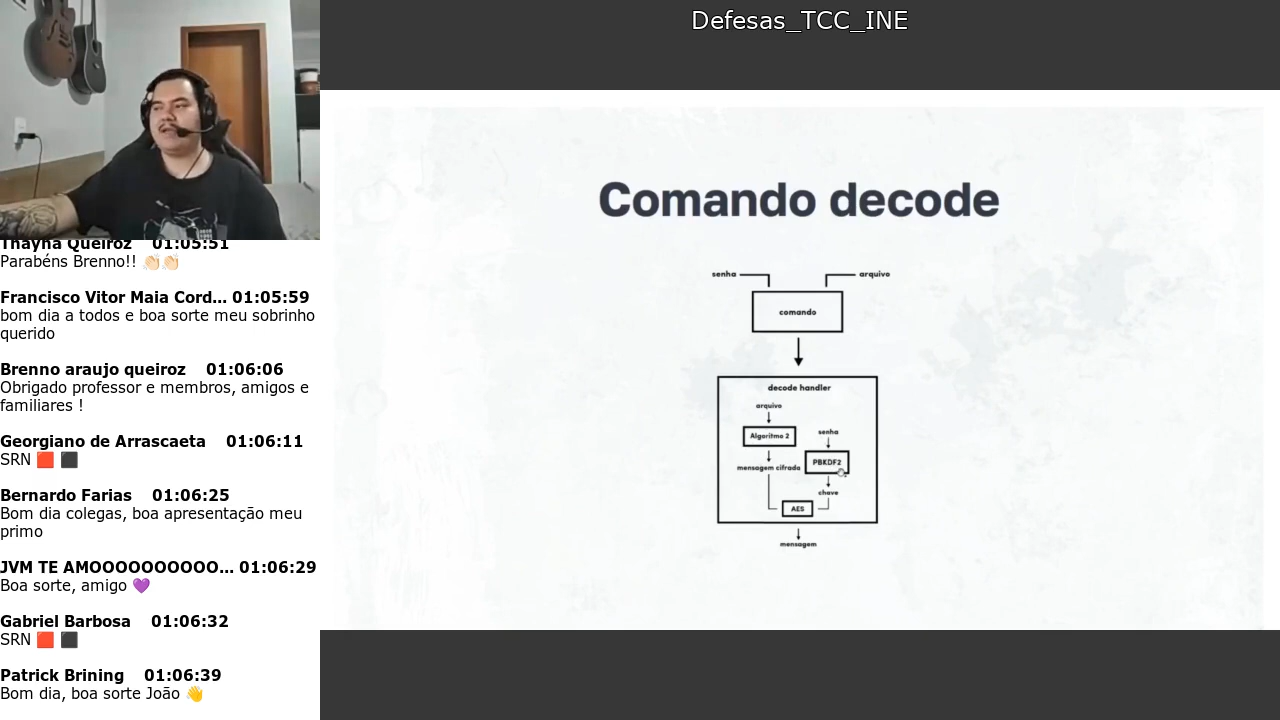 Defesas_TCC_INE
Thayna Queiroz 01:05:51
Parabéns Brenno!! 👏🏻👏🏻
Francisco Vitor Maia Cord... 01:05:59
bom dia a todos e boa sorte meu sobrinho
querido
Brenno araujo queiroz 01:06:06
Obrigado professor e membros, amigos e
familiares !
Georgiano de Arrascaeta 01:06:11
SRN 🟥 ⬛
Bernardo Farias 01:06:25
Bom dia colegas, boa apresentação meu
primo
JVM TE AMOOOOOOOOOO... 01:06:29
Boa sorte, amigo 💜
Gabriel Barbosa 01:06:32
SRN 🟥 ⬛
Patrick Brining 01:06:39
Bom dia, boa sorte João 👋
Comando decode
senha
arquivo
comando
decode handler
arquivo
Algoritmo 2
senha
mensagem cifrada
PBKDF2
chave
AES
mensagem